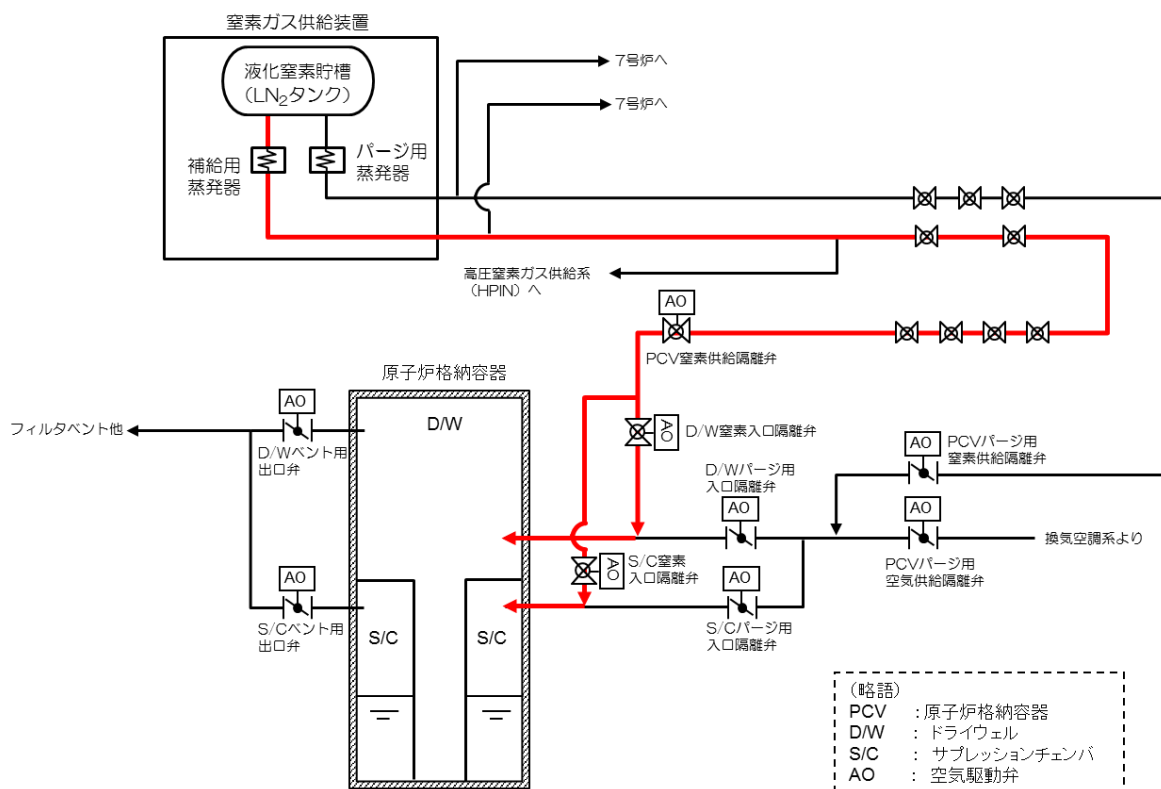 窒素ガス供給装置
液化窒素貯槽
(LN₂タンク)
補給用
蒸発器
パージ用
蒸発器
7号炉へ
7号炉へ
高圧窒素ガス供給系
(HPIN)へ
AO
PCV窒素供給隔離弁
原子炉格納容器
D/W
AO
フィルタベント他
D/Wベント用
出口弁
AO
D/W窒素入口隔離弁
AO
PCVパージ用
窒素供給隔離弁
D/Wパージ用
入口隔離弁
AO
AO
換気空調系より
PCVパージ用
空気供給隔離弁
AO
S/C窒素
入口隔離弁
AO
S/Cパージ用
入口隔離弁
AO
S/Cベント用
出口弁
S/C
S/C
(略語)
PCV :原子炉格納容器
D/W : ドライウェル
S/C : サプレッションチェンバ
AO : 空気駆動弁